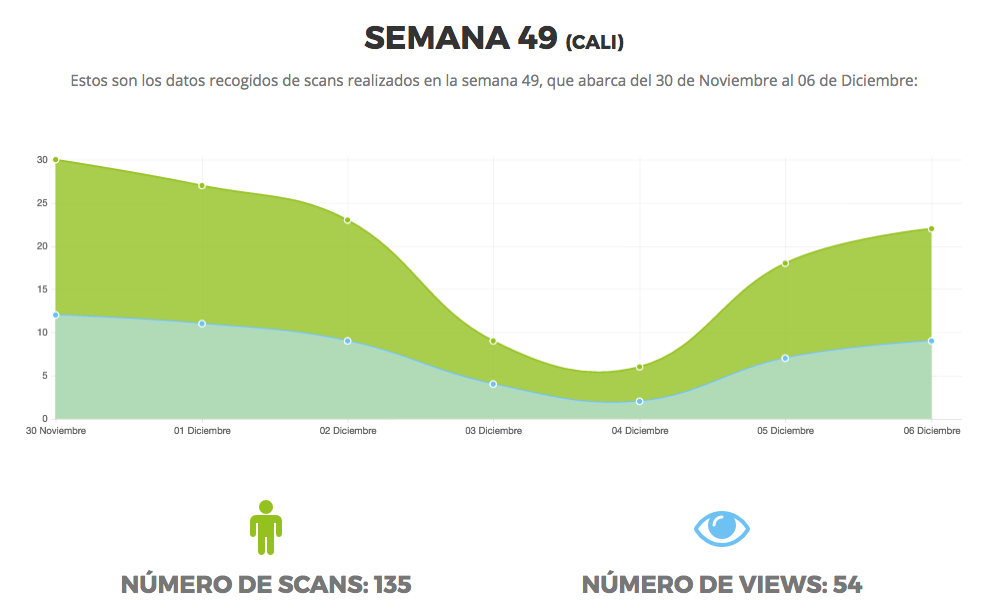 SEMANA 49 (CALI)
Estos son los datos recogidos de scans realizados en la semana 49, que abarca del 30 de Noviembre al 06 de Diciembre:
30
25
20
15
10
5
0
30 Noviembre 01 Diciembre 02 Diciembre 03 Diciembre 04 Diciembre 05 Diciembre 06 Diciembre
NÚMERO DE SCANS: 135 NÚMERO DE VIEWS: 54